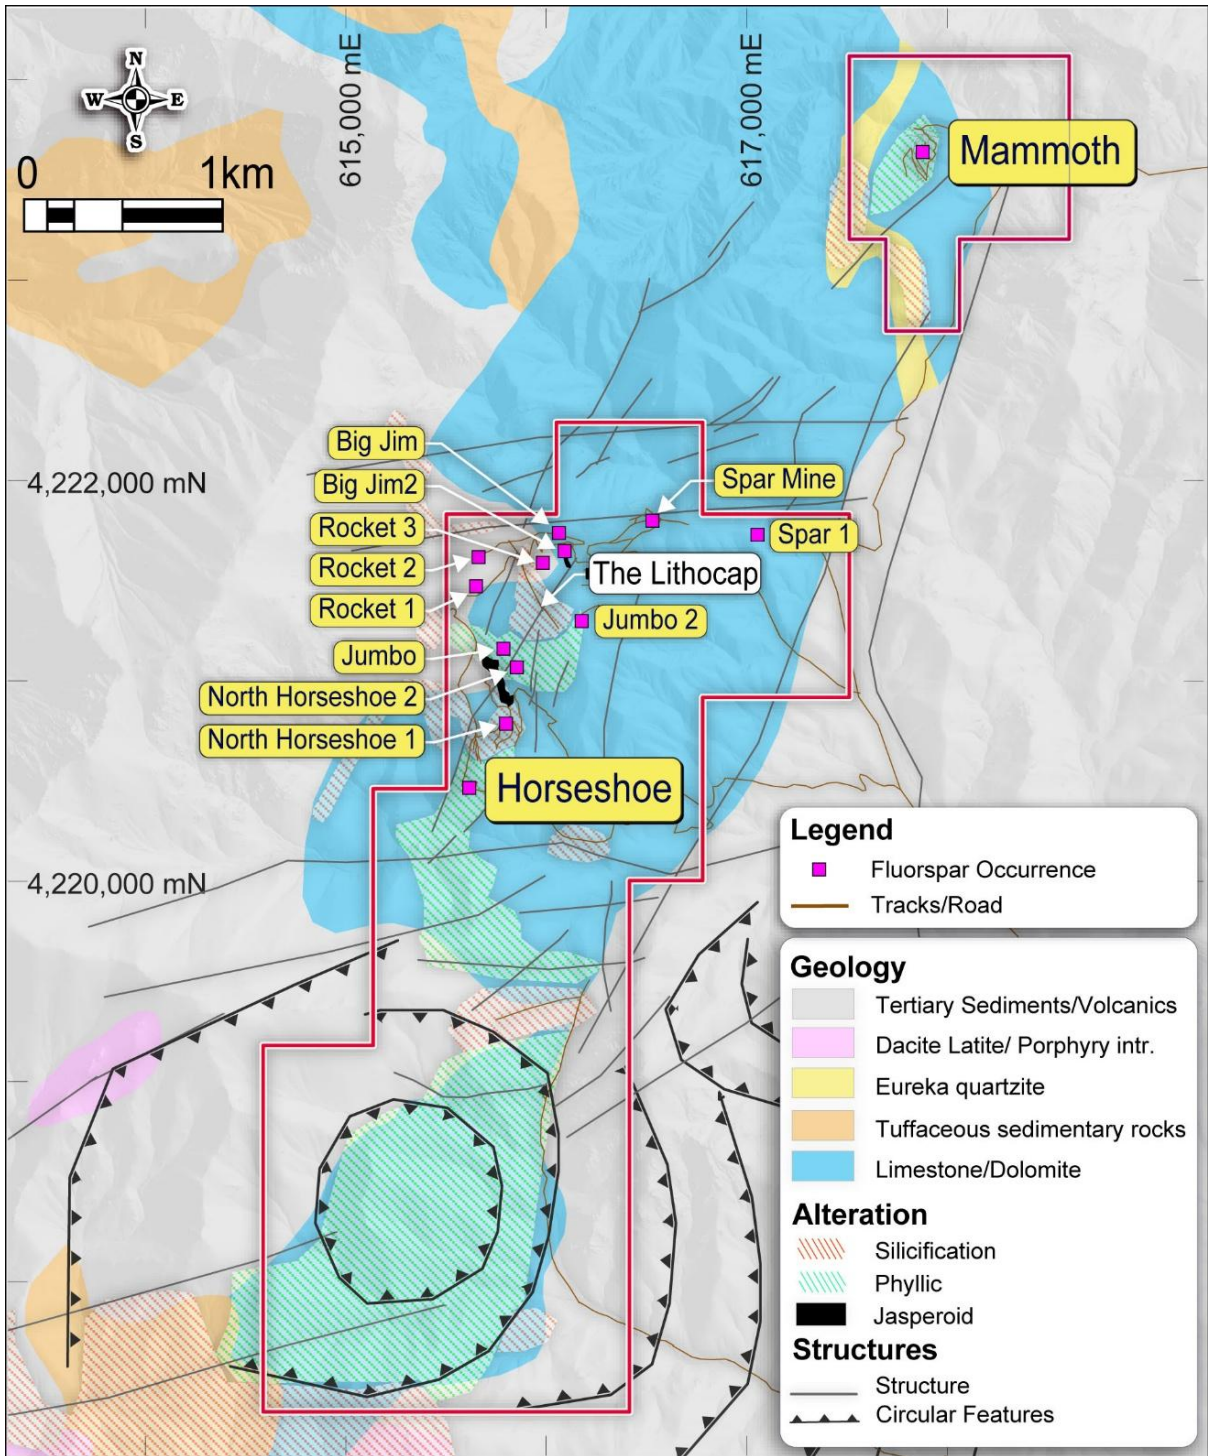 N
W E
S
0 1km
615,000 mE
617,000 mE
Mammoth
4,222,000 mN
Big Jim
Big Jim2
Rocket 3
Rocket 2
Rocket 1
Jumbo
North Horseshoe 2
North Horseshoe 1
Spar Mine
Spar 1
The Lithocap
Jumbo 2
Horseshoe
4,220,000 mN
Legend
Fluorspar Occurrence
Tracks/Road
Geology
Tertiary Sediments/Volcanics
Dacite Latite/ Porphyry intr.
Eureka quartzite
Tuffaceous sedimentary rocks
Limestone/Dolomite
Alteration
Silicification
Phyllic
Jasperoid
Structures
Structure
Circular Features